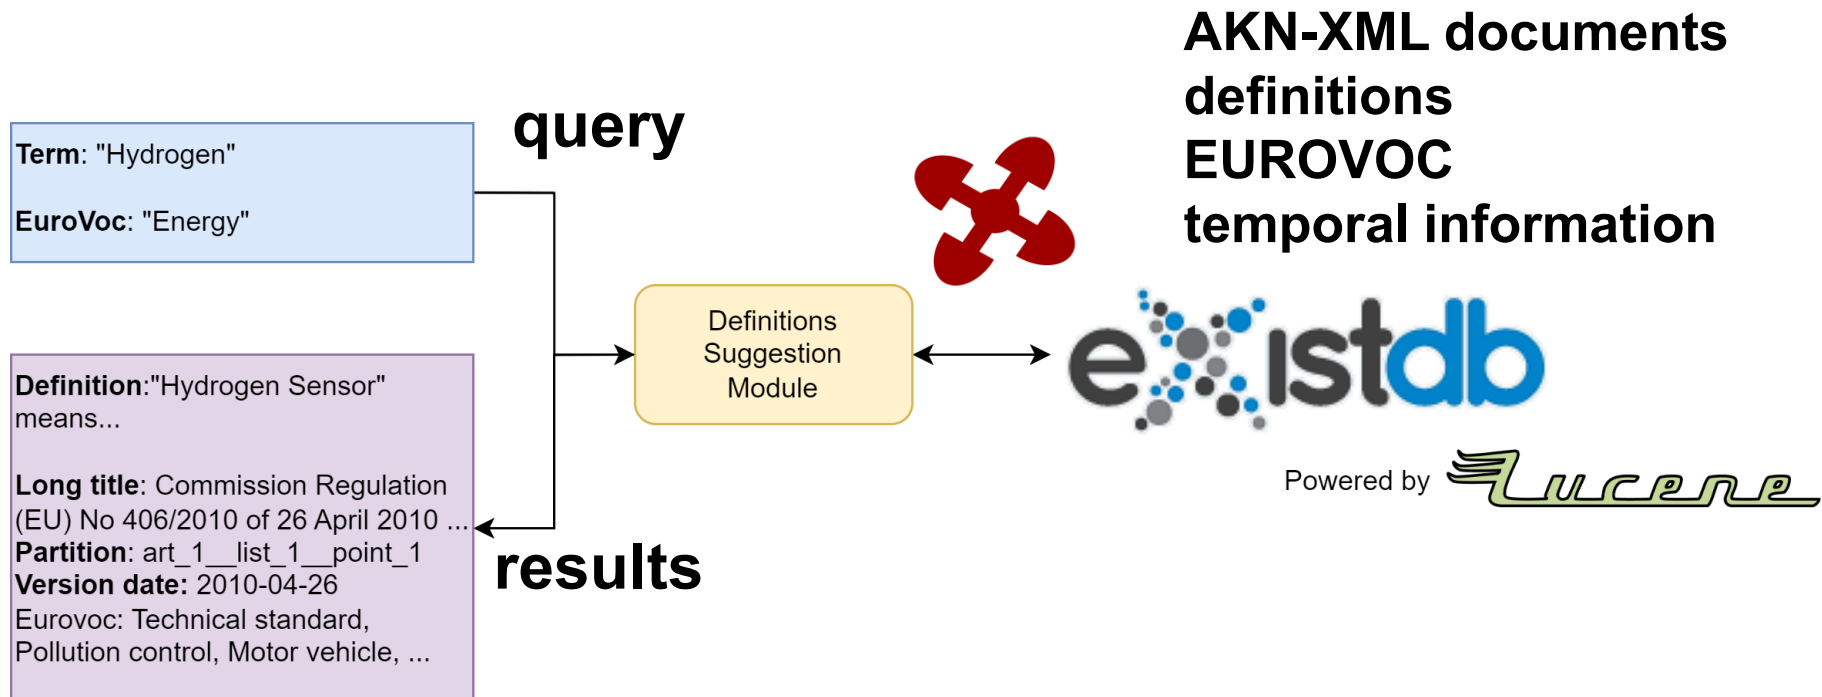 AKN-XML documents
definitions
EUROVOC
temporal information
query
Term: "Hydrogen"
EuroVoc: "Energy"
Definitions
Suggestion
Module
eXistdb
Powered by Lucene
Definition:"Hydrogen Sensor"
means...
Long title: Commission Regulation
(EU) No 406/2010 of 26 April 2010 ...
Partition: art_1__list_1__point_1
Version date: 2010-04-26
Eurovoc: Technical standard,
Pollution control, Motor vehicle, ...
results